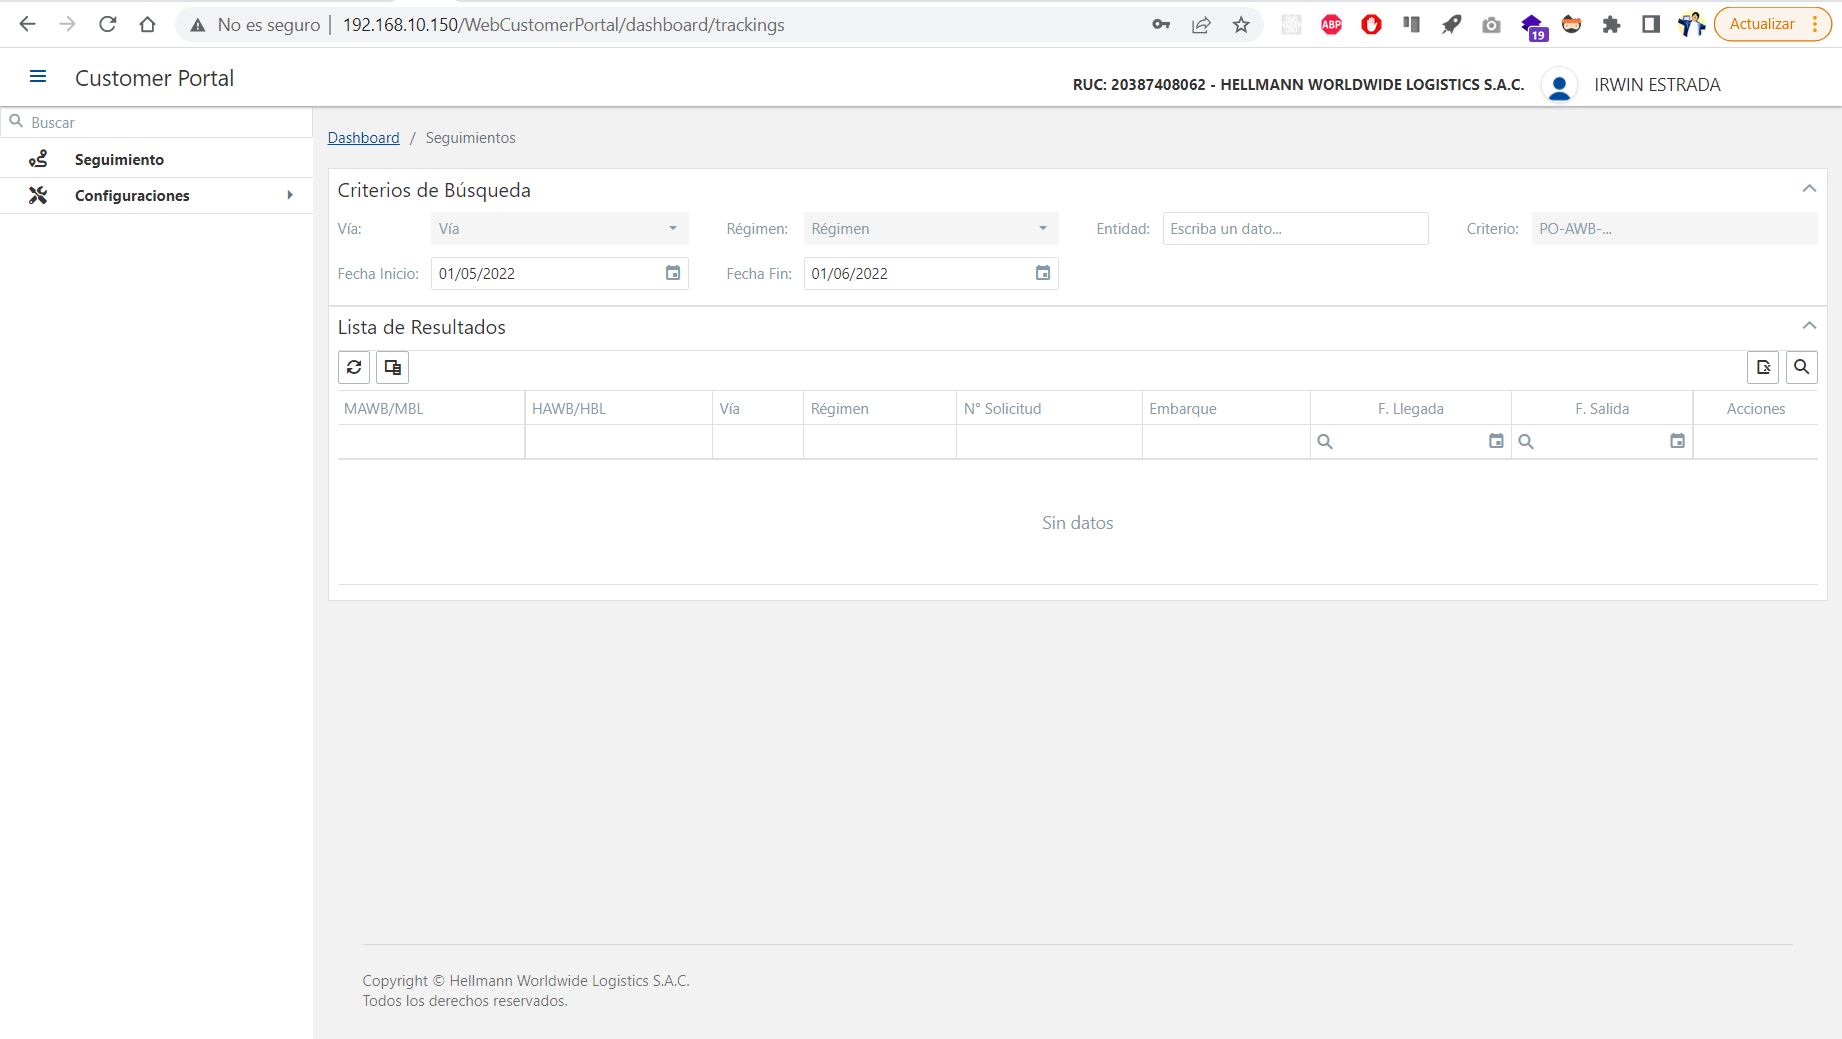 No es seguro | 192.168.10.150/WebCustomerPortal/dashboard/trackings
ABP
19
Actualizar
Customer Portal
RUC: 20387408062 - HELLMANN WORLDWIDE LOGISTICS S.A.C.
IRWIN ESTRADA
Buscar
Seguimiento
Configuraciones
Dashboard / Seguimientos
Criterios de Búsqueda
Vía: Vía Régimen: Régimen Entidad: Escriba un dato... Criterio: PO-AWB-...
Fecha Inicio: 01/05/2022 Fecha Fin: 01/06/2022
Lista de Resultados
MAWB/MBL HAWB/HBL Vía Régimen N° Solicitud Embarque F. Llegada F. Salida Acciones
Sin datos
Copyright © Hellmann Worldwide Logistics S.A.C.
Todos los derechos reservados.